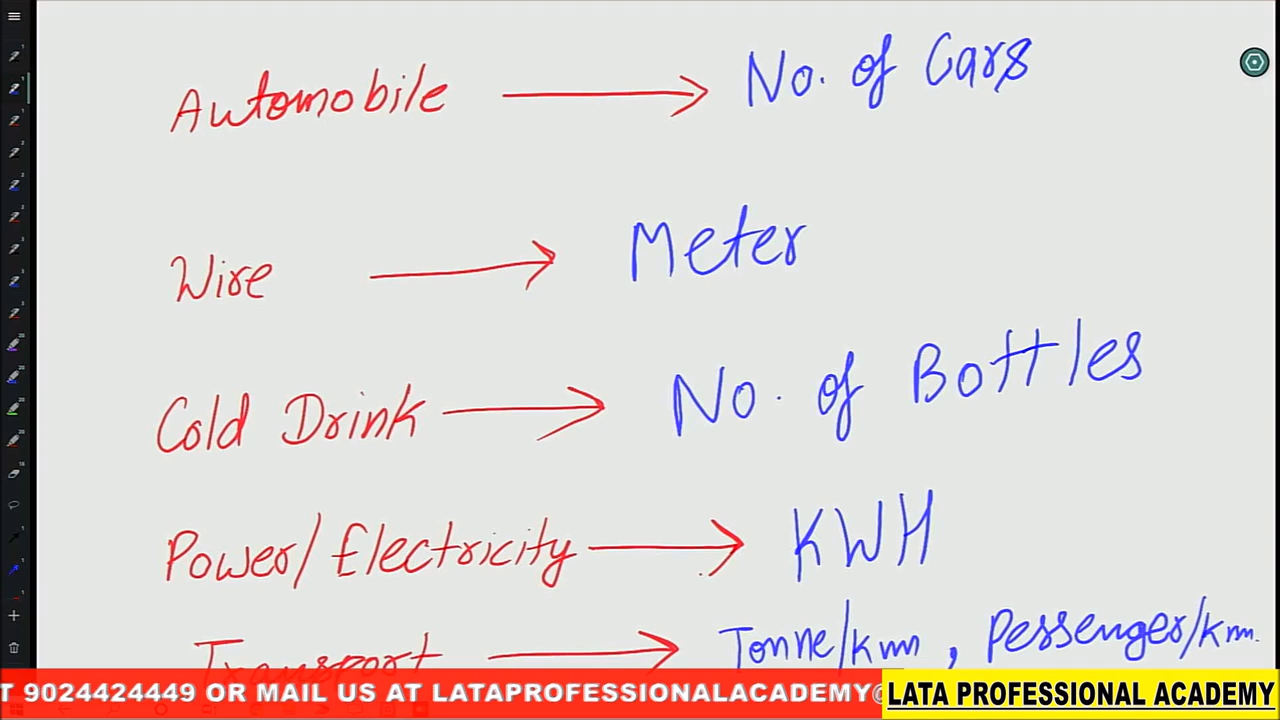 Automobile → No. of Cars
Wire → Meter
Cold Drink → No. of Bottles
Power/Electricity → KWH
Transport → Tonne/km , Pessenger/km.
T 9024424449 OR MAIL US AT LATAPROFESSIONALACADEMY@
LATA PROFESSIONAL ACADEMY